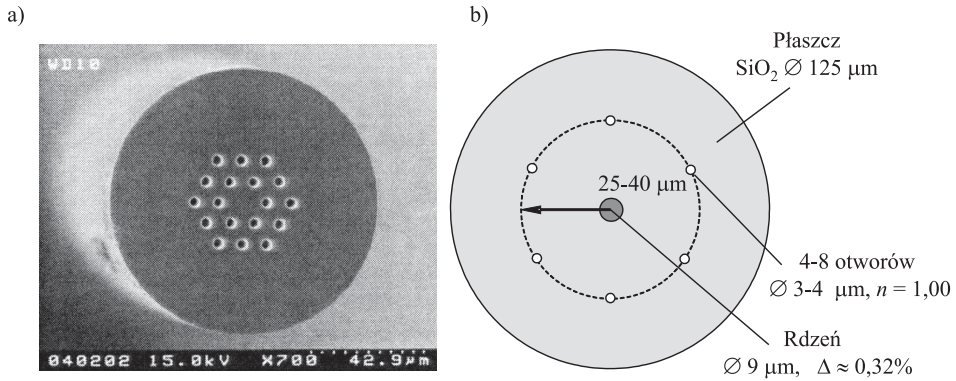 a)
b)
WD10
040202 15.0kV X700 42.9µm
Płaszcz
SiO₂ Ø 125 µm
25-40 µm
4-8 otworów
Ø 3-4 µm, n = 1,00
Rdzeń
Ø 9 µm, Δ ≈ 0,32%